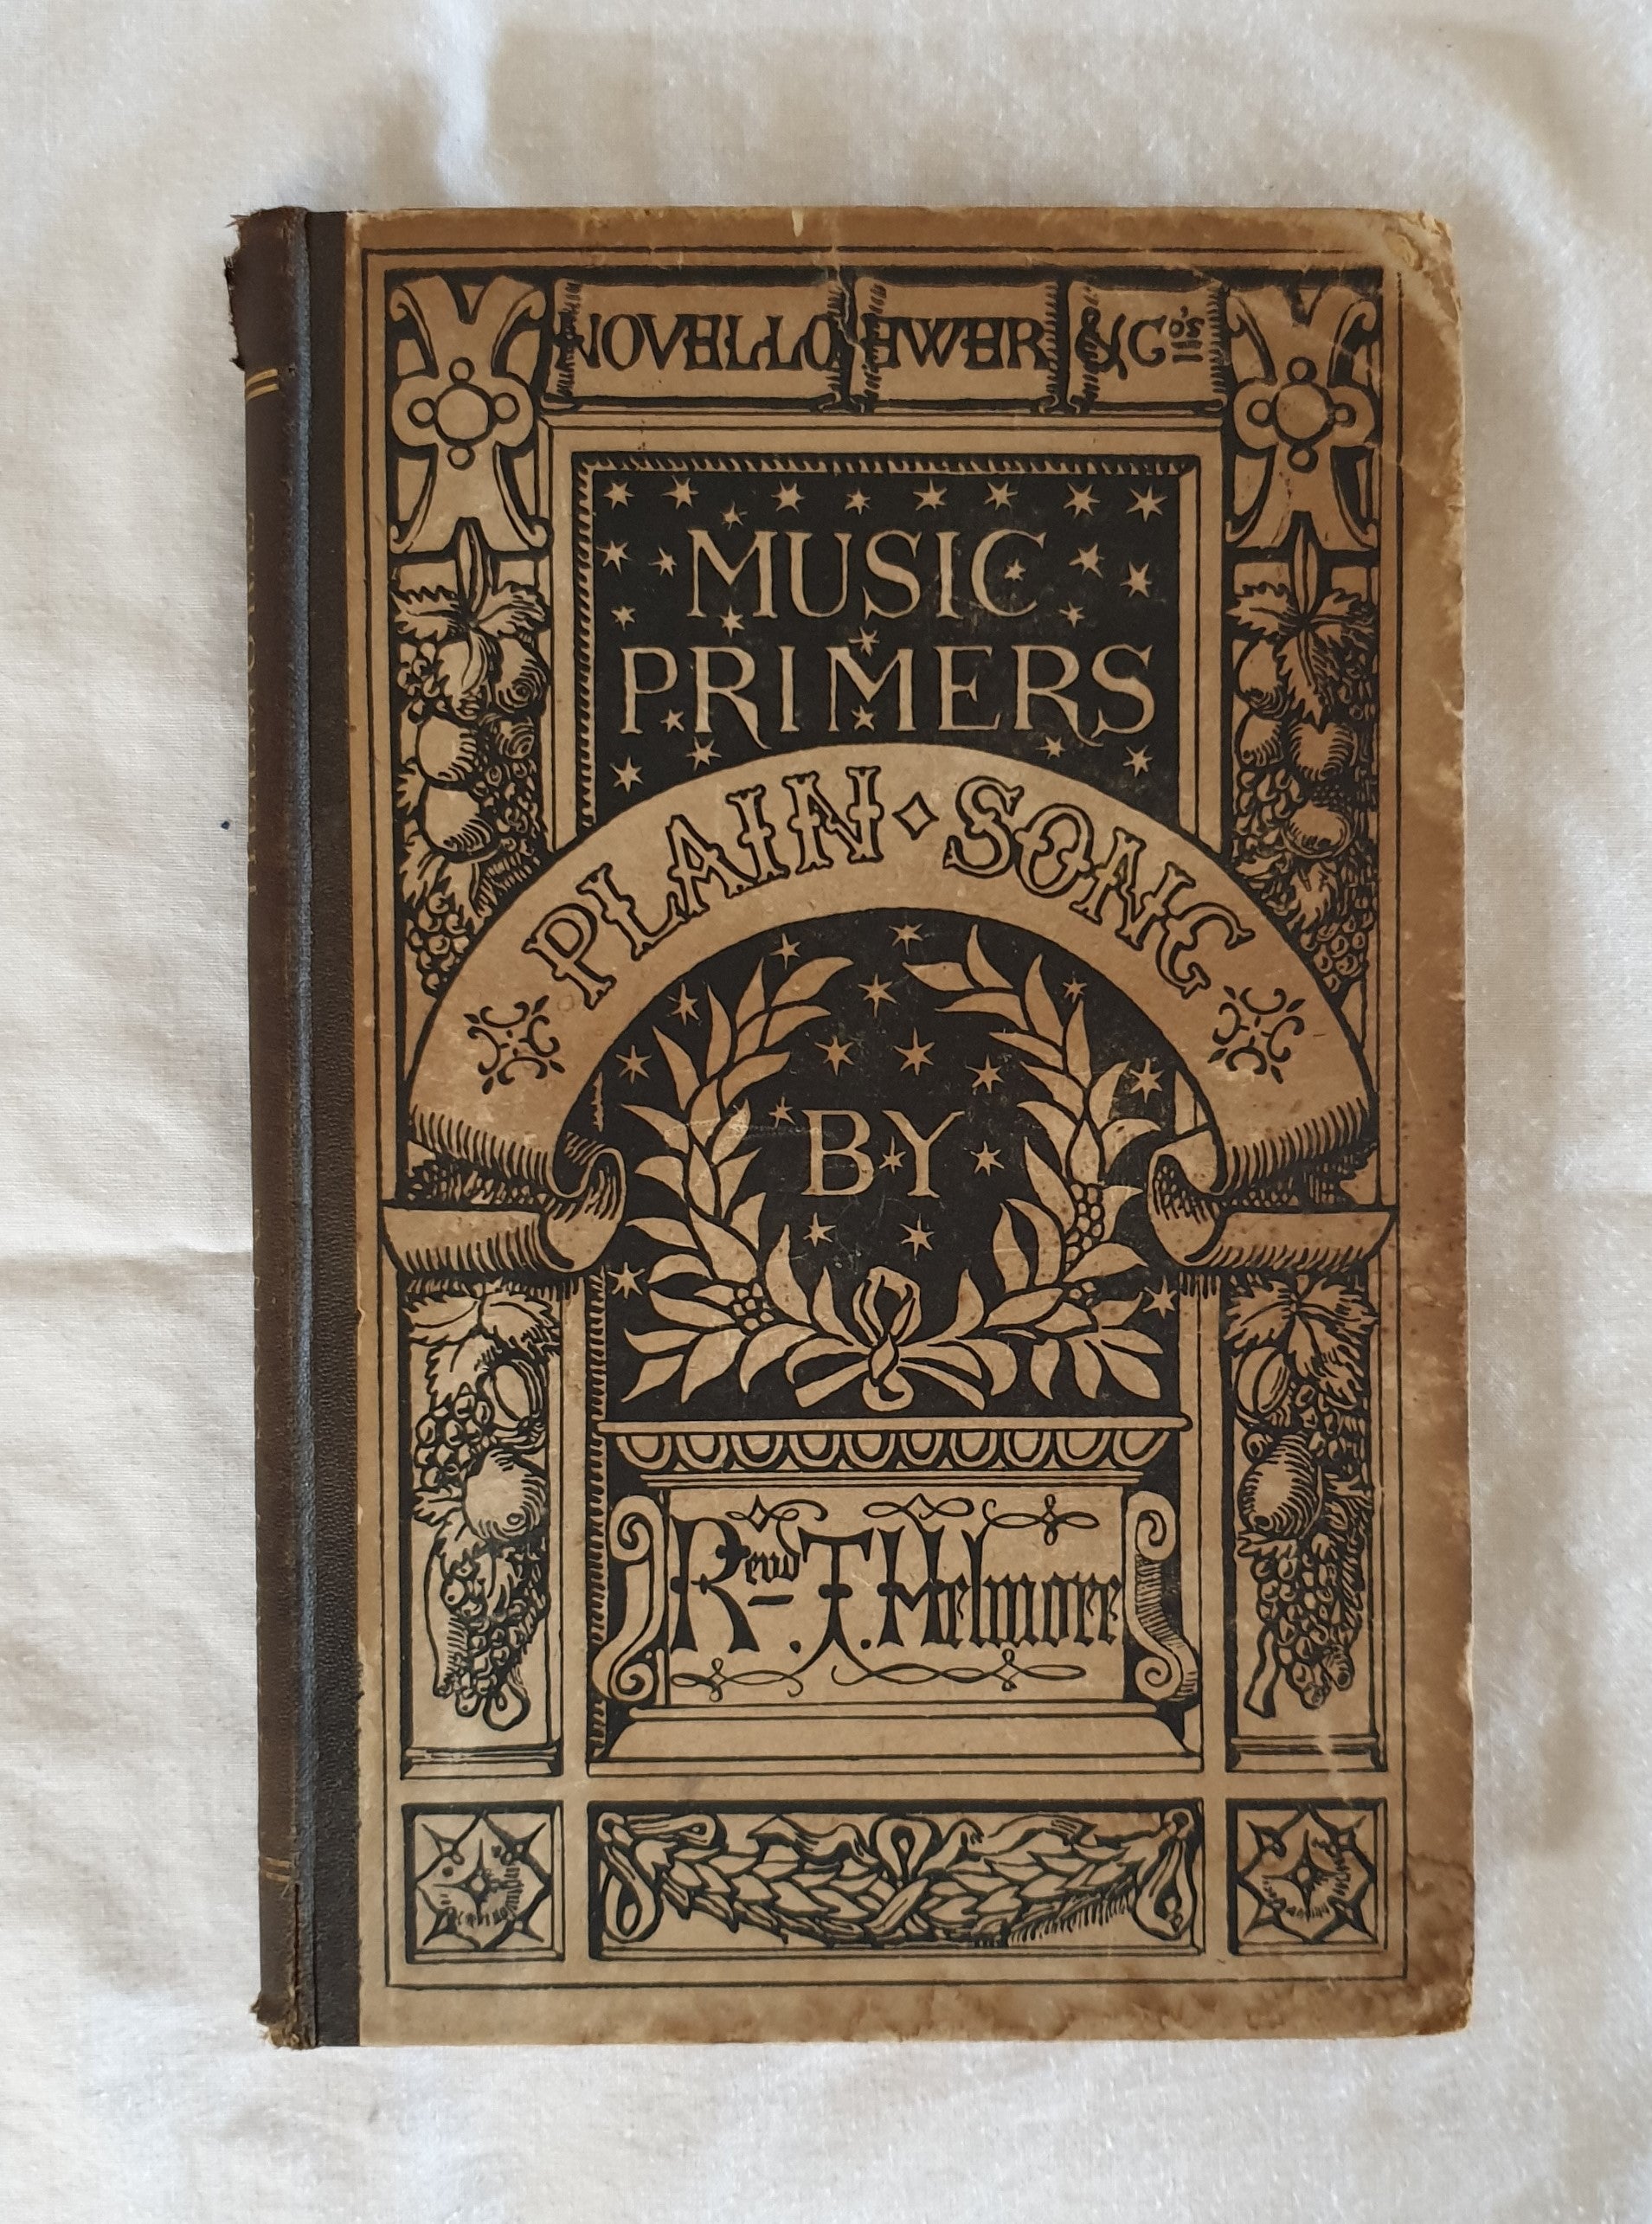 NOVELLO EWER & Co's
MUSIC
PRIMERS
PLAIN · SONG
BY
Revd. T. Helmore